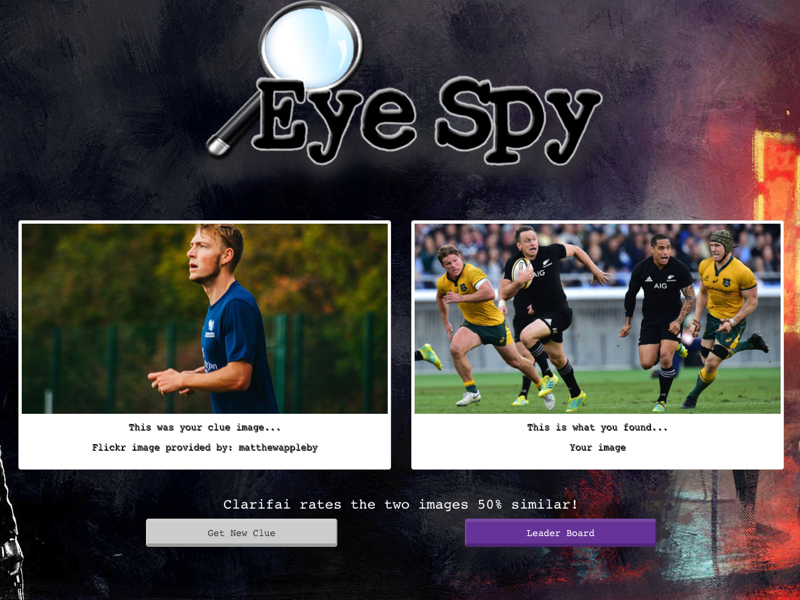 Eye Spy
AIG
AIG
This was your clue image...
Flickr image provided by: matthewappleby
This is what you found...
Your image
Clarifai rates the two images 50% similar!
Get New Clue
Leader Board